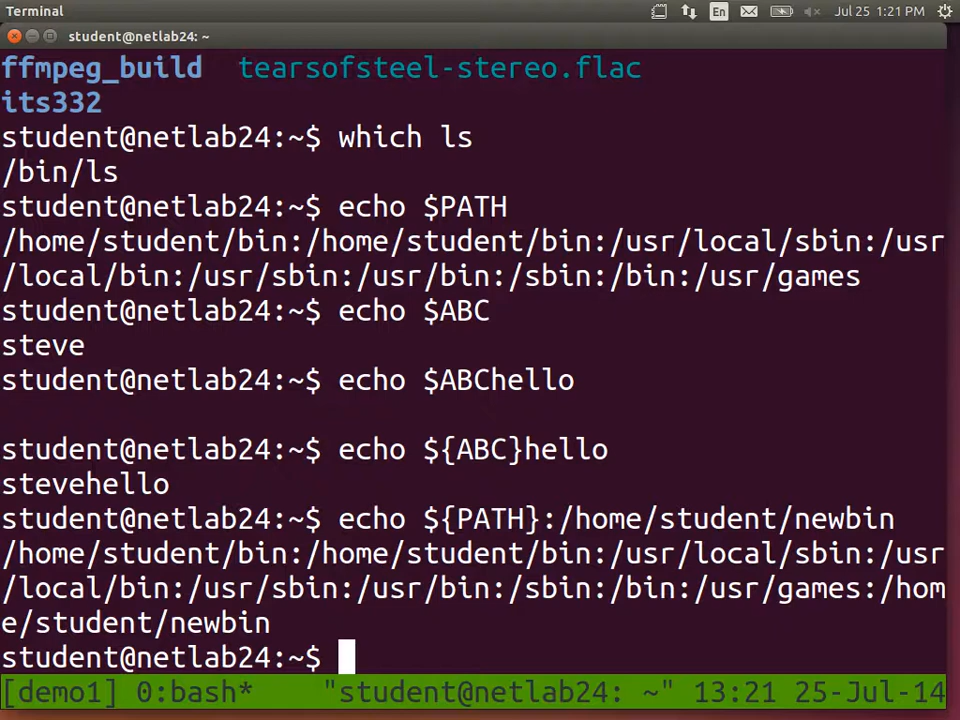 Terminal
En
Jul 25 1:21 PM
student@netlab24: ~
ffmpeg_build  tearsofsteel-stereo.flac
its332
student@netlab24:~$ which ls
/bin/ls
student@netlab24:~$ echo $PATH
/home/student/bin:/home/student/bin:/usr/local/sbin:/usr
/local/bin:/usr/sbin:/usr/bin:/sbin:/bin:/usr/games
student@netlab24:~$ echo $ABC
steve
student@netlab24:~$ echo $ABChello
student@netlab24:~$ echo ${ABC}hello
stevehello
student@netlab24:~$ echo ${PATH}:/home/student/newbin
/home/student/bin:/home/student/bin:/usr/local/sbin:/usr
/local/bin:/usr/sbin:/usr/bin:/sbin:/bin:/usr/games:/hom
e/student/newbin
student@netlab24:~$
[demo1] 0:bash*    "student@netlab24: ~" 13:21 25-Jul-14